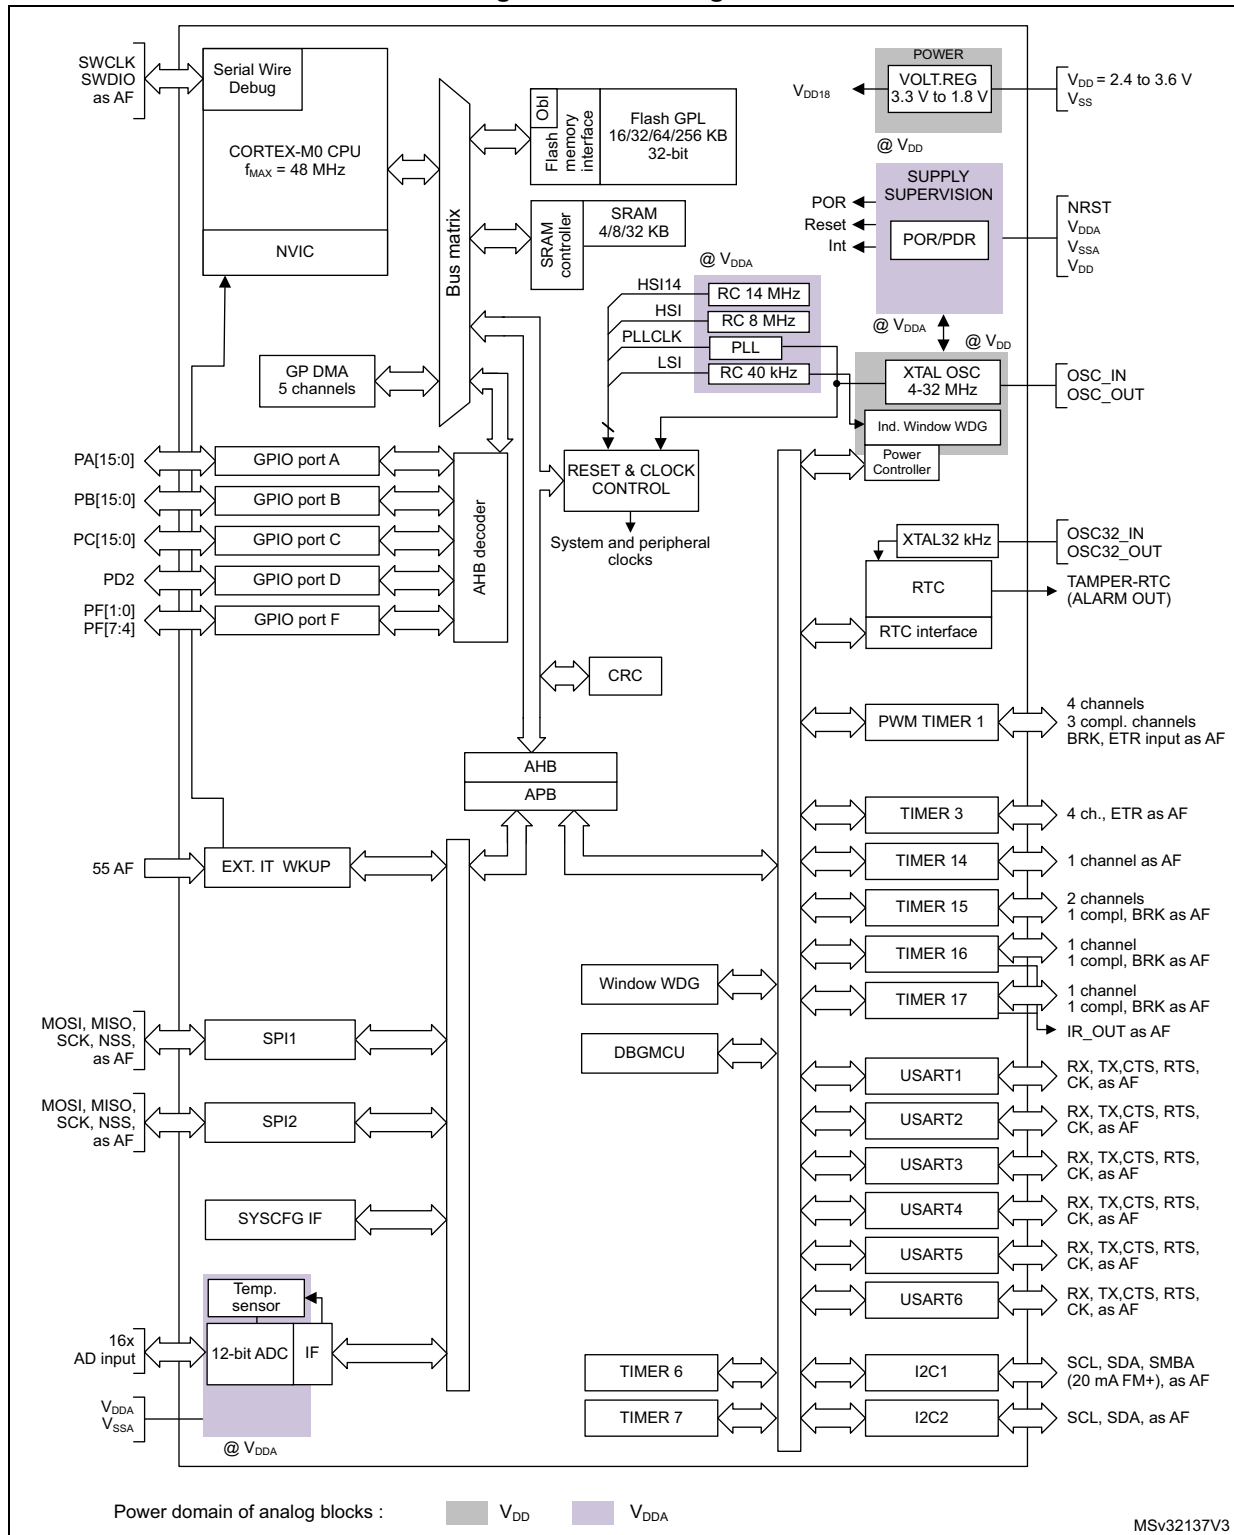 SWCLK
SWDIO
as AF
Serial Wire
Debug
CORTEX-M0 CPU
fMAX = 48 MHz
NVIC
Bus matrix
Obl
Flash
memory
interface
Flash GPL
16/32/64/256 KB
32-bit
SRAM
controller
SRAM
4/8/32 KB
POWER
VOLT.REG
3.3 V to 1.8 V
VDD18
VDD = 2.4 to 3.6 V
VSS
@ VDD
SUPPLY
SUPERVISION
POR
Reset
Int
POR/PDR
NRST
VDDA
VSSA
VDD
@ VDDA
HSI14
HSI
PLLCLK
LSI
RC 14 MHz
RC 8 MHz
PLL
RC 40 kHz
@ VDDA
@ VDD
XTAL OSC
4-32 MHz
OSC_IN
OSC_OUT
Ind. Window WDG
Power
Controller
GP DMA
5 channels
PA[15:0]
GPIO port A
PB[15:0]
GPIO port B
PC[15:0]
GPIO port C
PD2
GPIO port D
PF[1:0]
PF[7:4]
GPIO port F
AHB decoder
RESET & CLOCK
CONTROL
System and peripheral
clocks
XTAL32 kHz
OSC32_IN
OSC32_OUT
RTC
TAMPER-RTC
(ALARM OUT)
RTC interface
CRC
PWM TIMER 1
4 channels
3 compl. channels
BRK, ETR input as AF
AHB
APB
TIMER 3
4 ch., ETR as AF
55 AF
EXT. IT WKUP
TIMER 14
1 channel as AF
TIMER 15
2 channels
1 compl, BRK as AF
TIMER 16
1 channel
1 compl, BRK as AF
Window WDG
TIMER 17
1 channel
1 compl, BRK as AF
IR_OUT as AF
MOSI, MISO,
SCK, NSS,
as AF
SPI1
DBGMCU
USART1
RX, TX,CTS, RTS,
CK, as AF
MOSI, MISO,
SCK, NSS,
as AF
SPI2
USART2
RX, TX,CTS, RTS,
CK, as AF
USART3
RX, TX,CTS, RTS,
CK, as AF
SYSCFG IF
USART4
RX, TX,CTS, RTS,
CK, as AF
USART5
RX, TX,CTS, RTS,
CK, as AF
Temp.
sensor
USART6
RX, TX,CTS, RTS,
CK, as AF
16x
AD input
12-bit ADC
IF
TIMER 6
I2C1
SCL, SDA, SMBA
(20 mA FM+), as AF
VDDA
VSSA
TIMER 7
I2C2
SCL, SDA, as AF
@ VDDA
Power domain of analog blocks :
VDD
VDDA
MSv32137V3